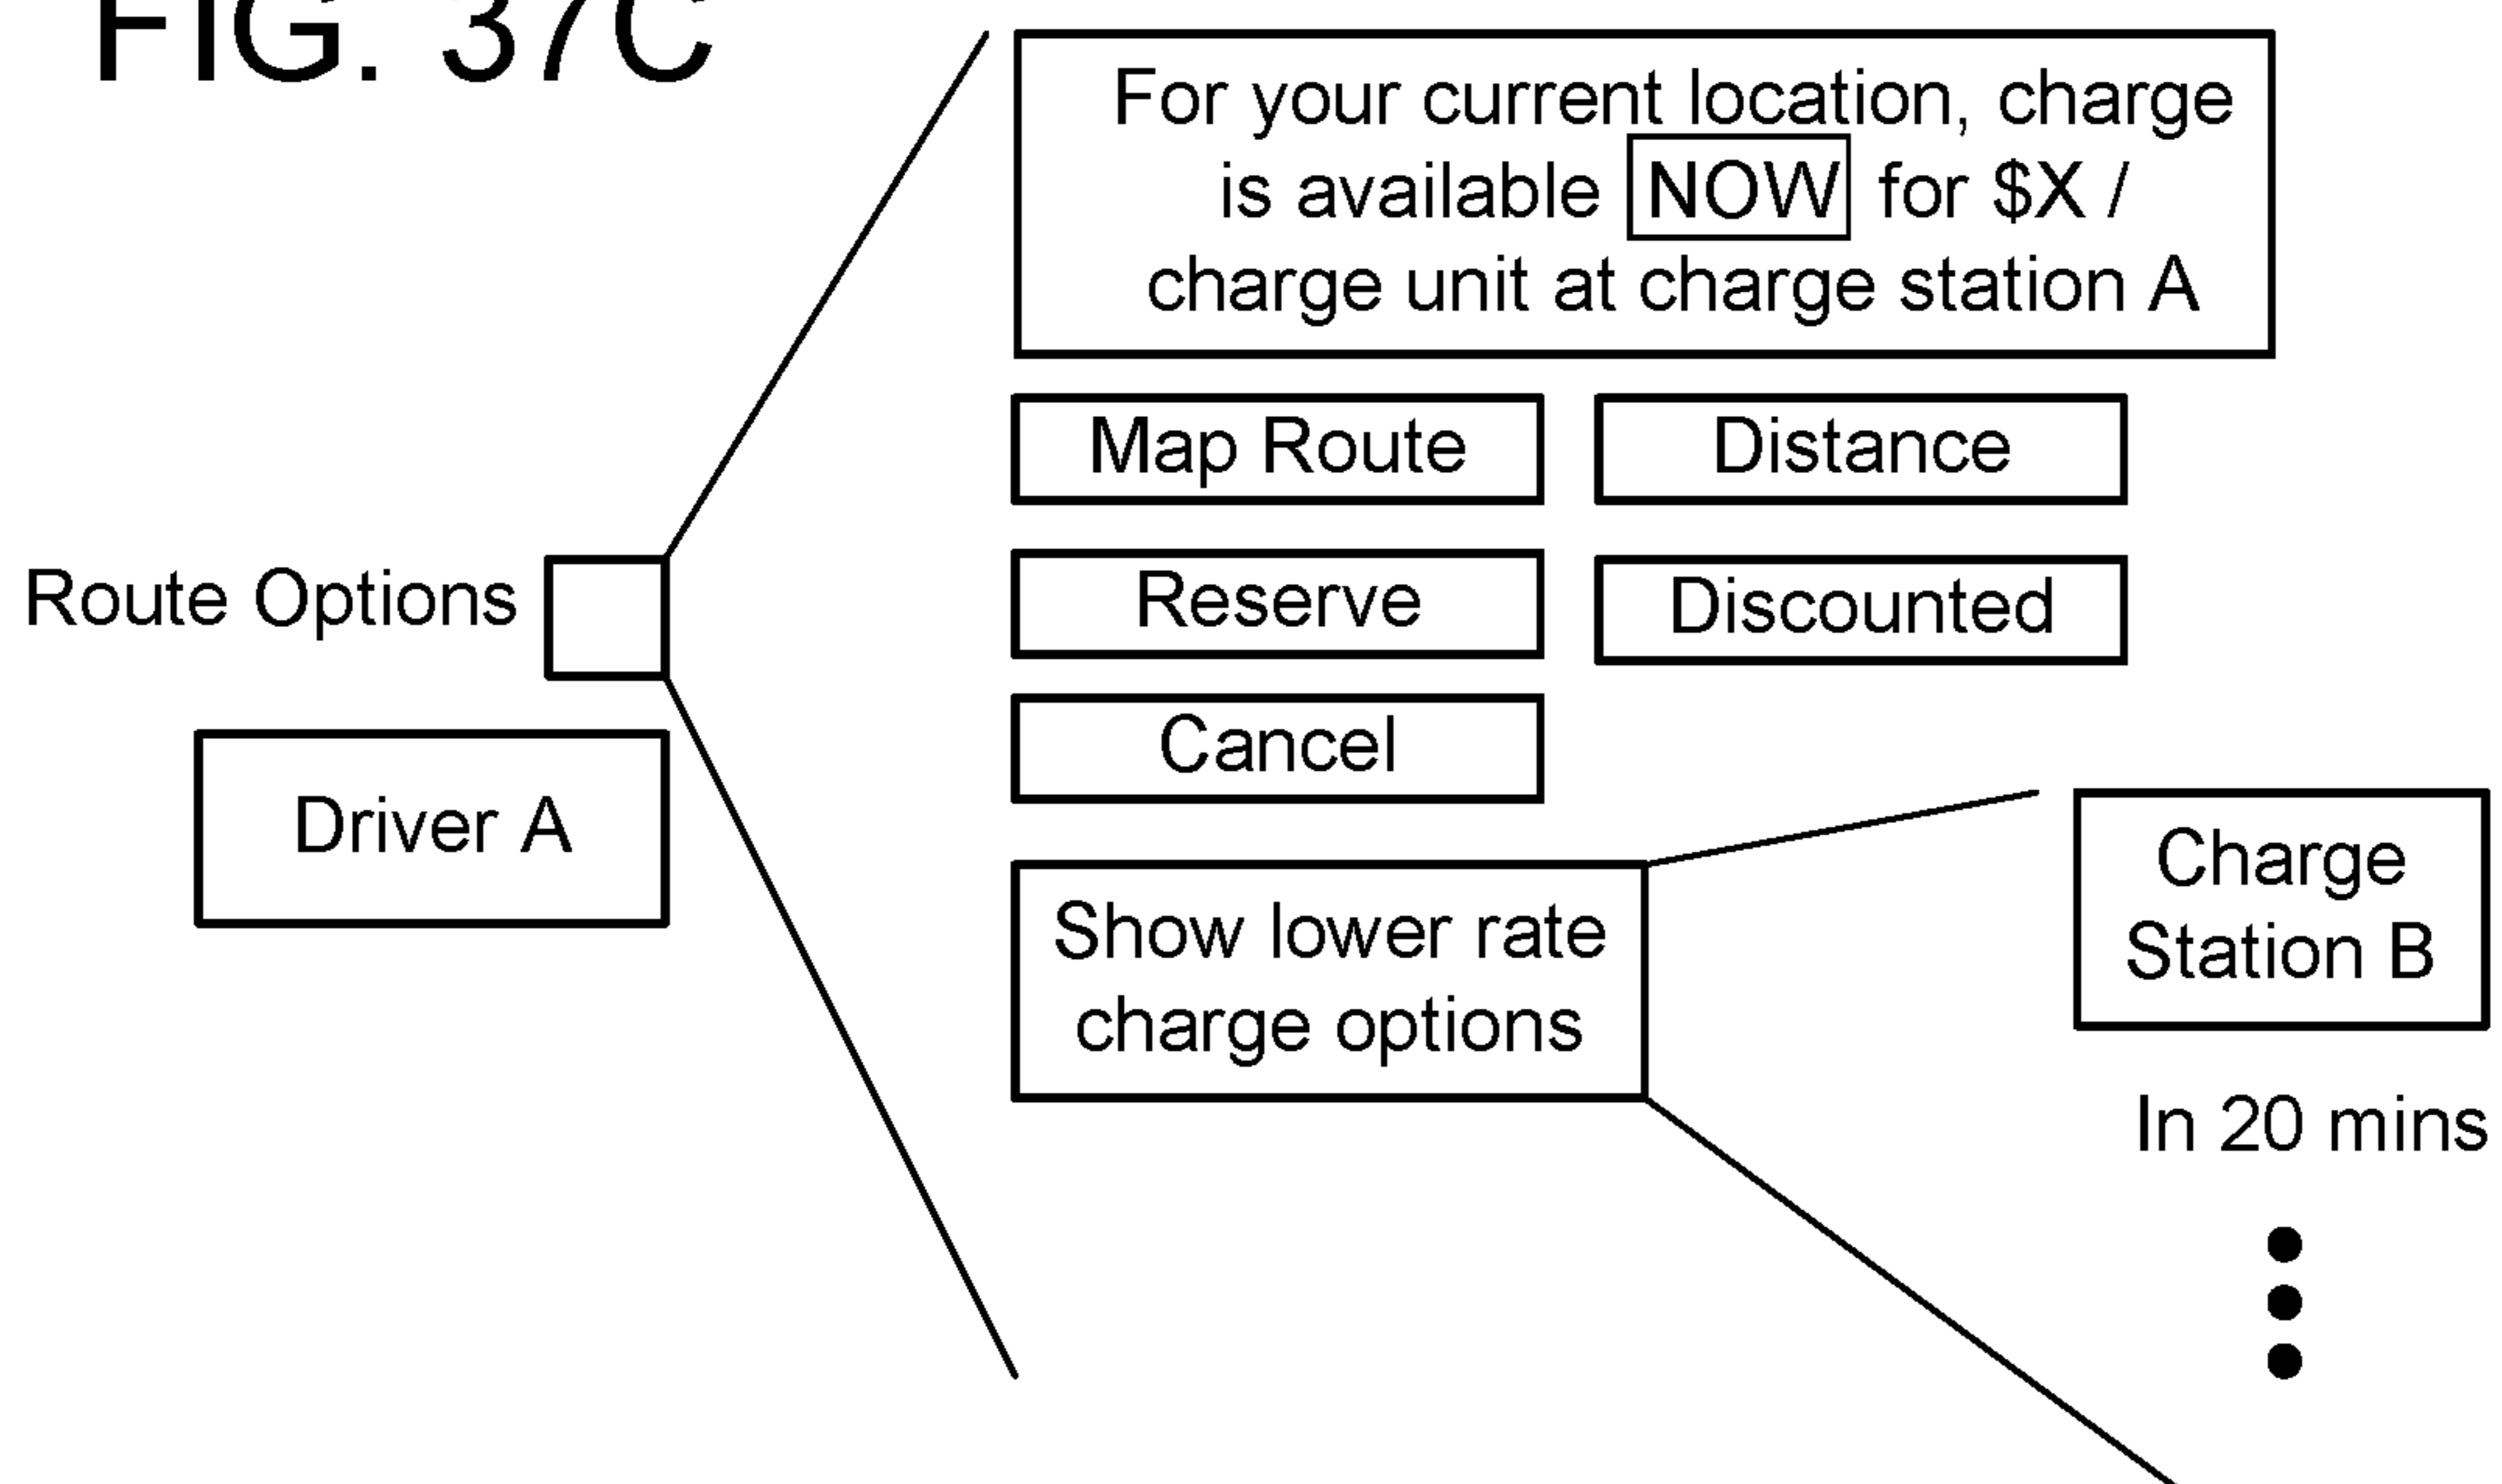 FIG. 37C
For your current location, charge
is available NOW for $X /
charge unit at charge station A
Map Route
Distance
Route Options
Reserve
Discounted
Cancel
Driver A
Show lower rate
charge options
Charge
Station B
In 20 mins